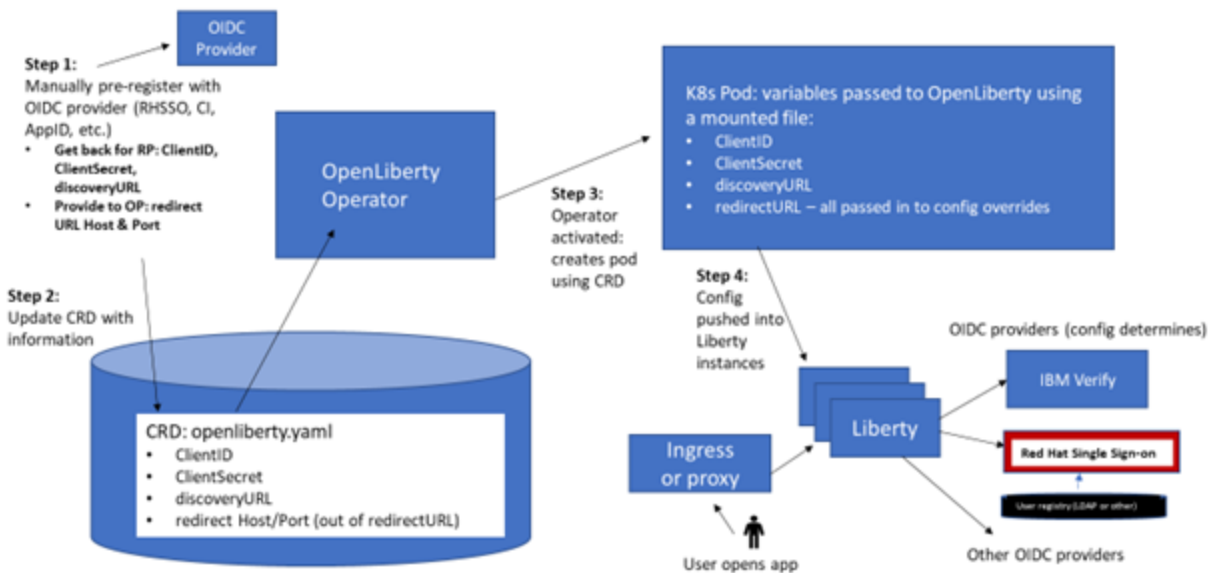 OIDC
Provider
Step 1:
Manually pre-register with
OIDC provider (RHSSO, CI,
AppID, etc.)
• Get back for RP: ClientID,
ClientSecret,
discoveryURL
• Provide to OP: redirect
URL Host & Port
OpenLiberty
Operator
K8s Pod: variables passed to OpenLiberty using
a mounted file:
• ClientID
• ClientSecret
• discoveryURL
• redirectURL – all passed in to config overrides
Step 3:
Operator
activated:
creates pod
using CRD
Step 2:
Update CRD with
information
Step 4:
Config
pushed into
Liberty
instances
CRD: openliberty.yaml
• ClientID
• ClientSecret
• discoveryURL
• redirect Host/Port (out of redirectURL)
OIDC providers (config determines)
IBM Verify
Liberty
Red Hat Single Sign-on
Ingress
or proxy
User registry (LDAP or other)
Other OIDC providers
User opens app